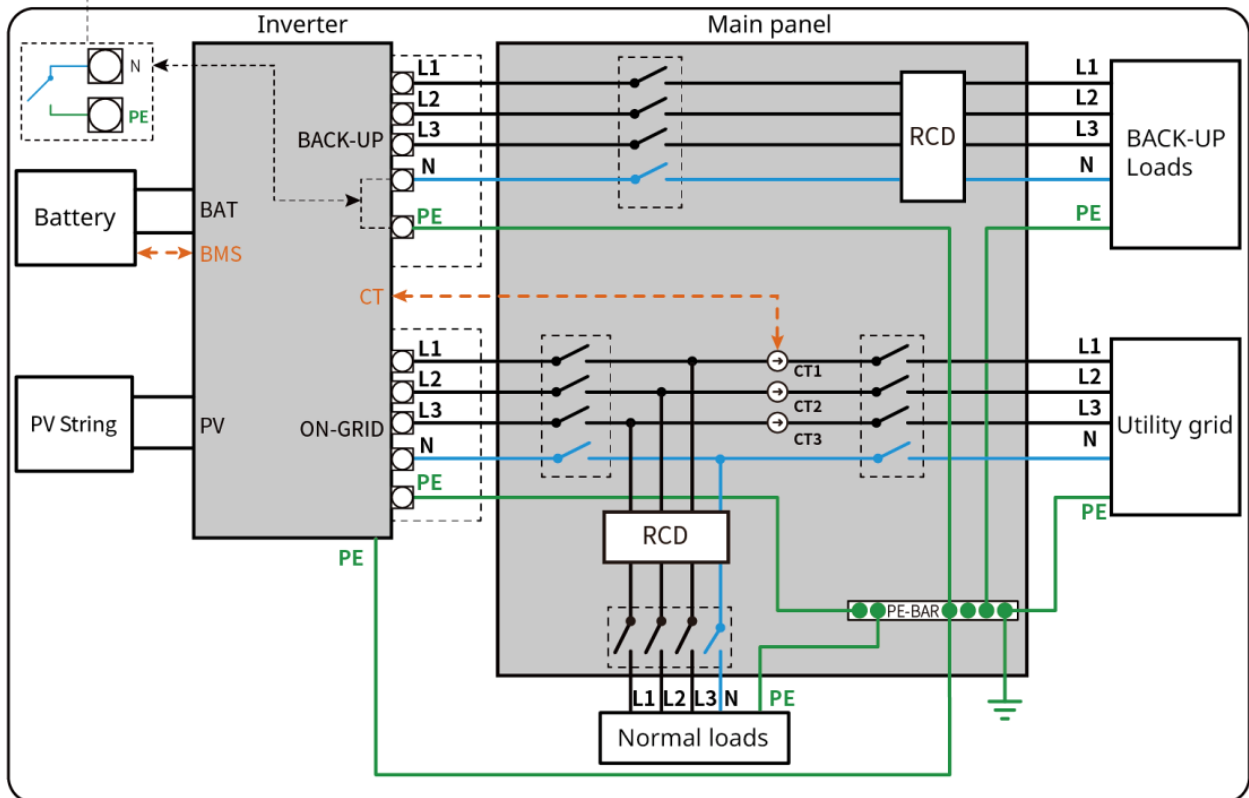 Inverter
Main panel
N
PE
BACK-UP
L1
L2
L3
N
PE
RCD
L1
L2
L3
N
PE
BACK-UP
Loads
Battery
BAT
BMS
CT
PV String
PV
ON-GRID
L1
L2
L3
N
PE
CT1
CT2
CT3
L1
L2
L3
N
PE
Utility grid
RCD
PE
PE-BAR
L1 L2 L3 N PE
Normal loads